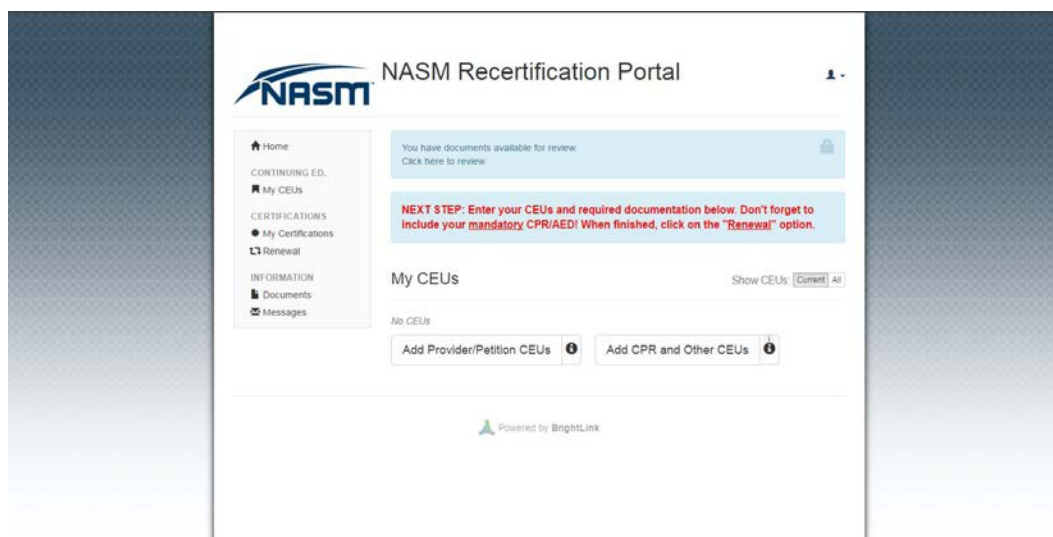 NASM
NASM Recertification Portal
Home
CONTINUING ED.
My CEUs
CERTIFICATIONS
My Certifications
Renewal
INFORMATION
Documents
Messages
You have documents available for review.
Click here to review
NEXT STEP: Enter your CEUs and required documentation below. Don't forget to
include your mandatory CPR/AED! When finished, click on the "Renewal" option.
My CEUs
Show CEUs: Current All
No CEUs
Add Provider/Petition CEUs
Add CPR and Other CEUs
Powered by BrightLink